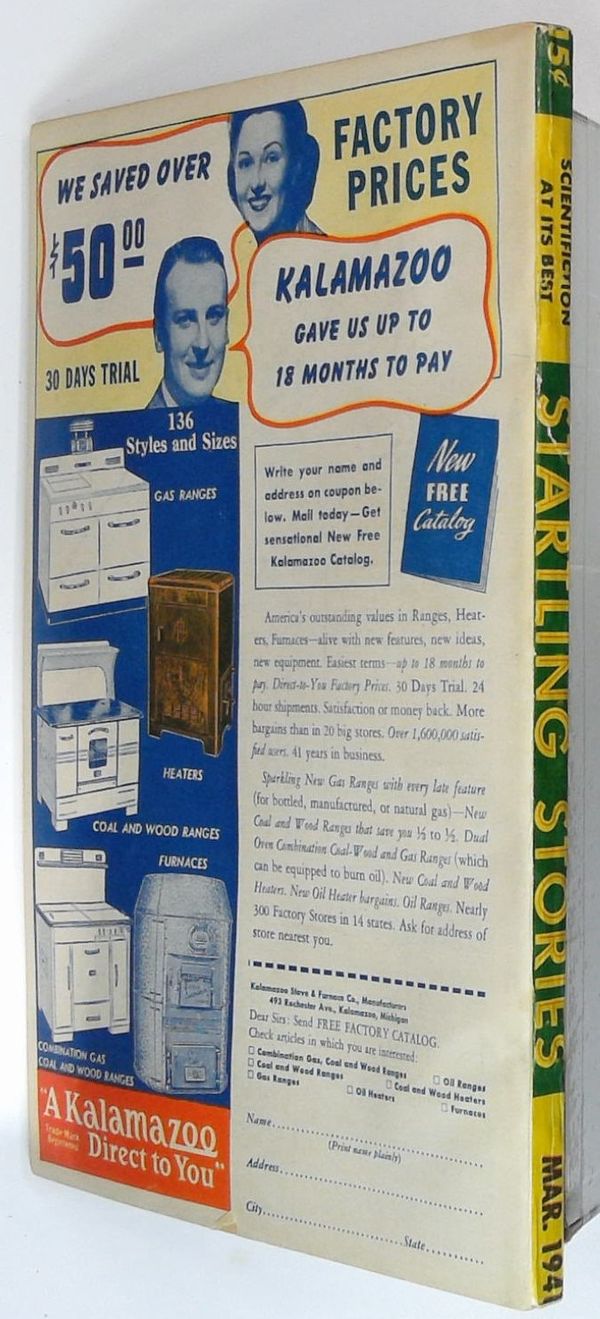 WE SAVED OVER
$50.00
FACTORY
PRICES
KALAMAZOO
GAVE US UP TO
18 MONTHS TO PAY
30 DAYS TRIAL
136
Styles and Sizes
GAS RANGES
HEATERS
COAL AND WOOD RANGES
FURNACES
COMBINATION GAS
COAL AND WOOD RANGES
"A Kalamazoo
Trade Mark
Registered
Direct to You"
Write your name and
address on coupon be-
low. Mail today—Get
sensational New Free
Kalamazoo Catalog.
New
FREE
Catalog
America's outstanding values in Ranges, Heat-
ers, Furnaces—alive with new features, new ideas,
new equipment. Easiest terms—up to 18 months to
pay. Direct-to-You Factory Prices. 30 Days Trial. 24
hour shipments. Satisfaction or money back. More
bargains than in 20 big stores. Over 1,600,000 satis-
fied users. 41 years in business.
Sparkling New Gas Ranges with every late feature
(for bottled, manufactured, or natural gas)—New
Coal and Wood Ranges that save you ⅓ to ½. Dual
Oven Combination Coal-Wood and Gas Ranges (which
can be equipped to burn oil). New Coal and Wood
Heaters. New Oil Heater bargains. Oil Ranges. Nearly
300 Factory Stores in 14 states. Ask for address of
store nearest you.
Kalamazoo Stove & Furnace Co., Manufacturers
493 Rochester Ave., Kalamazoo, Michigan
Dear Sirs: Send FREE FACTORY CATALOG.
Check articles in which you are interested:
Combination Gas, Coal and Wood Ranges Oil Ranges
Coal and Wood Ranges Coal and Wood Heaters
Gas Ranges Oil Heaters Furnaces
Name
(Print name plainly)
Address
City
State
15¢
SCIENTIFICTION
AT ITS BEST
STARTLING STORIES
MAR. 194